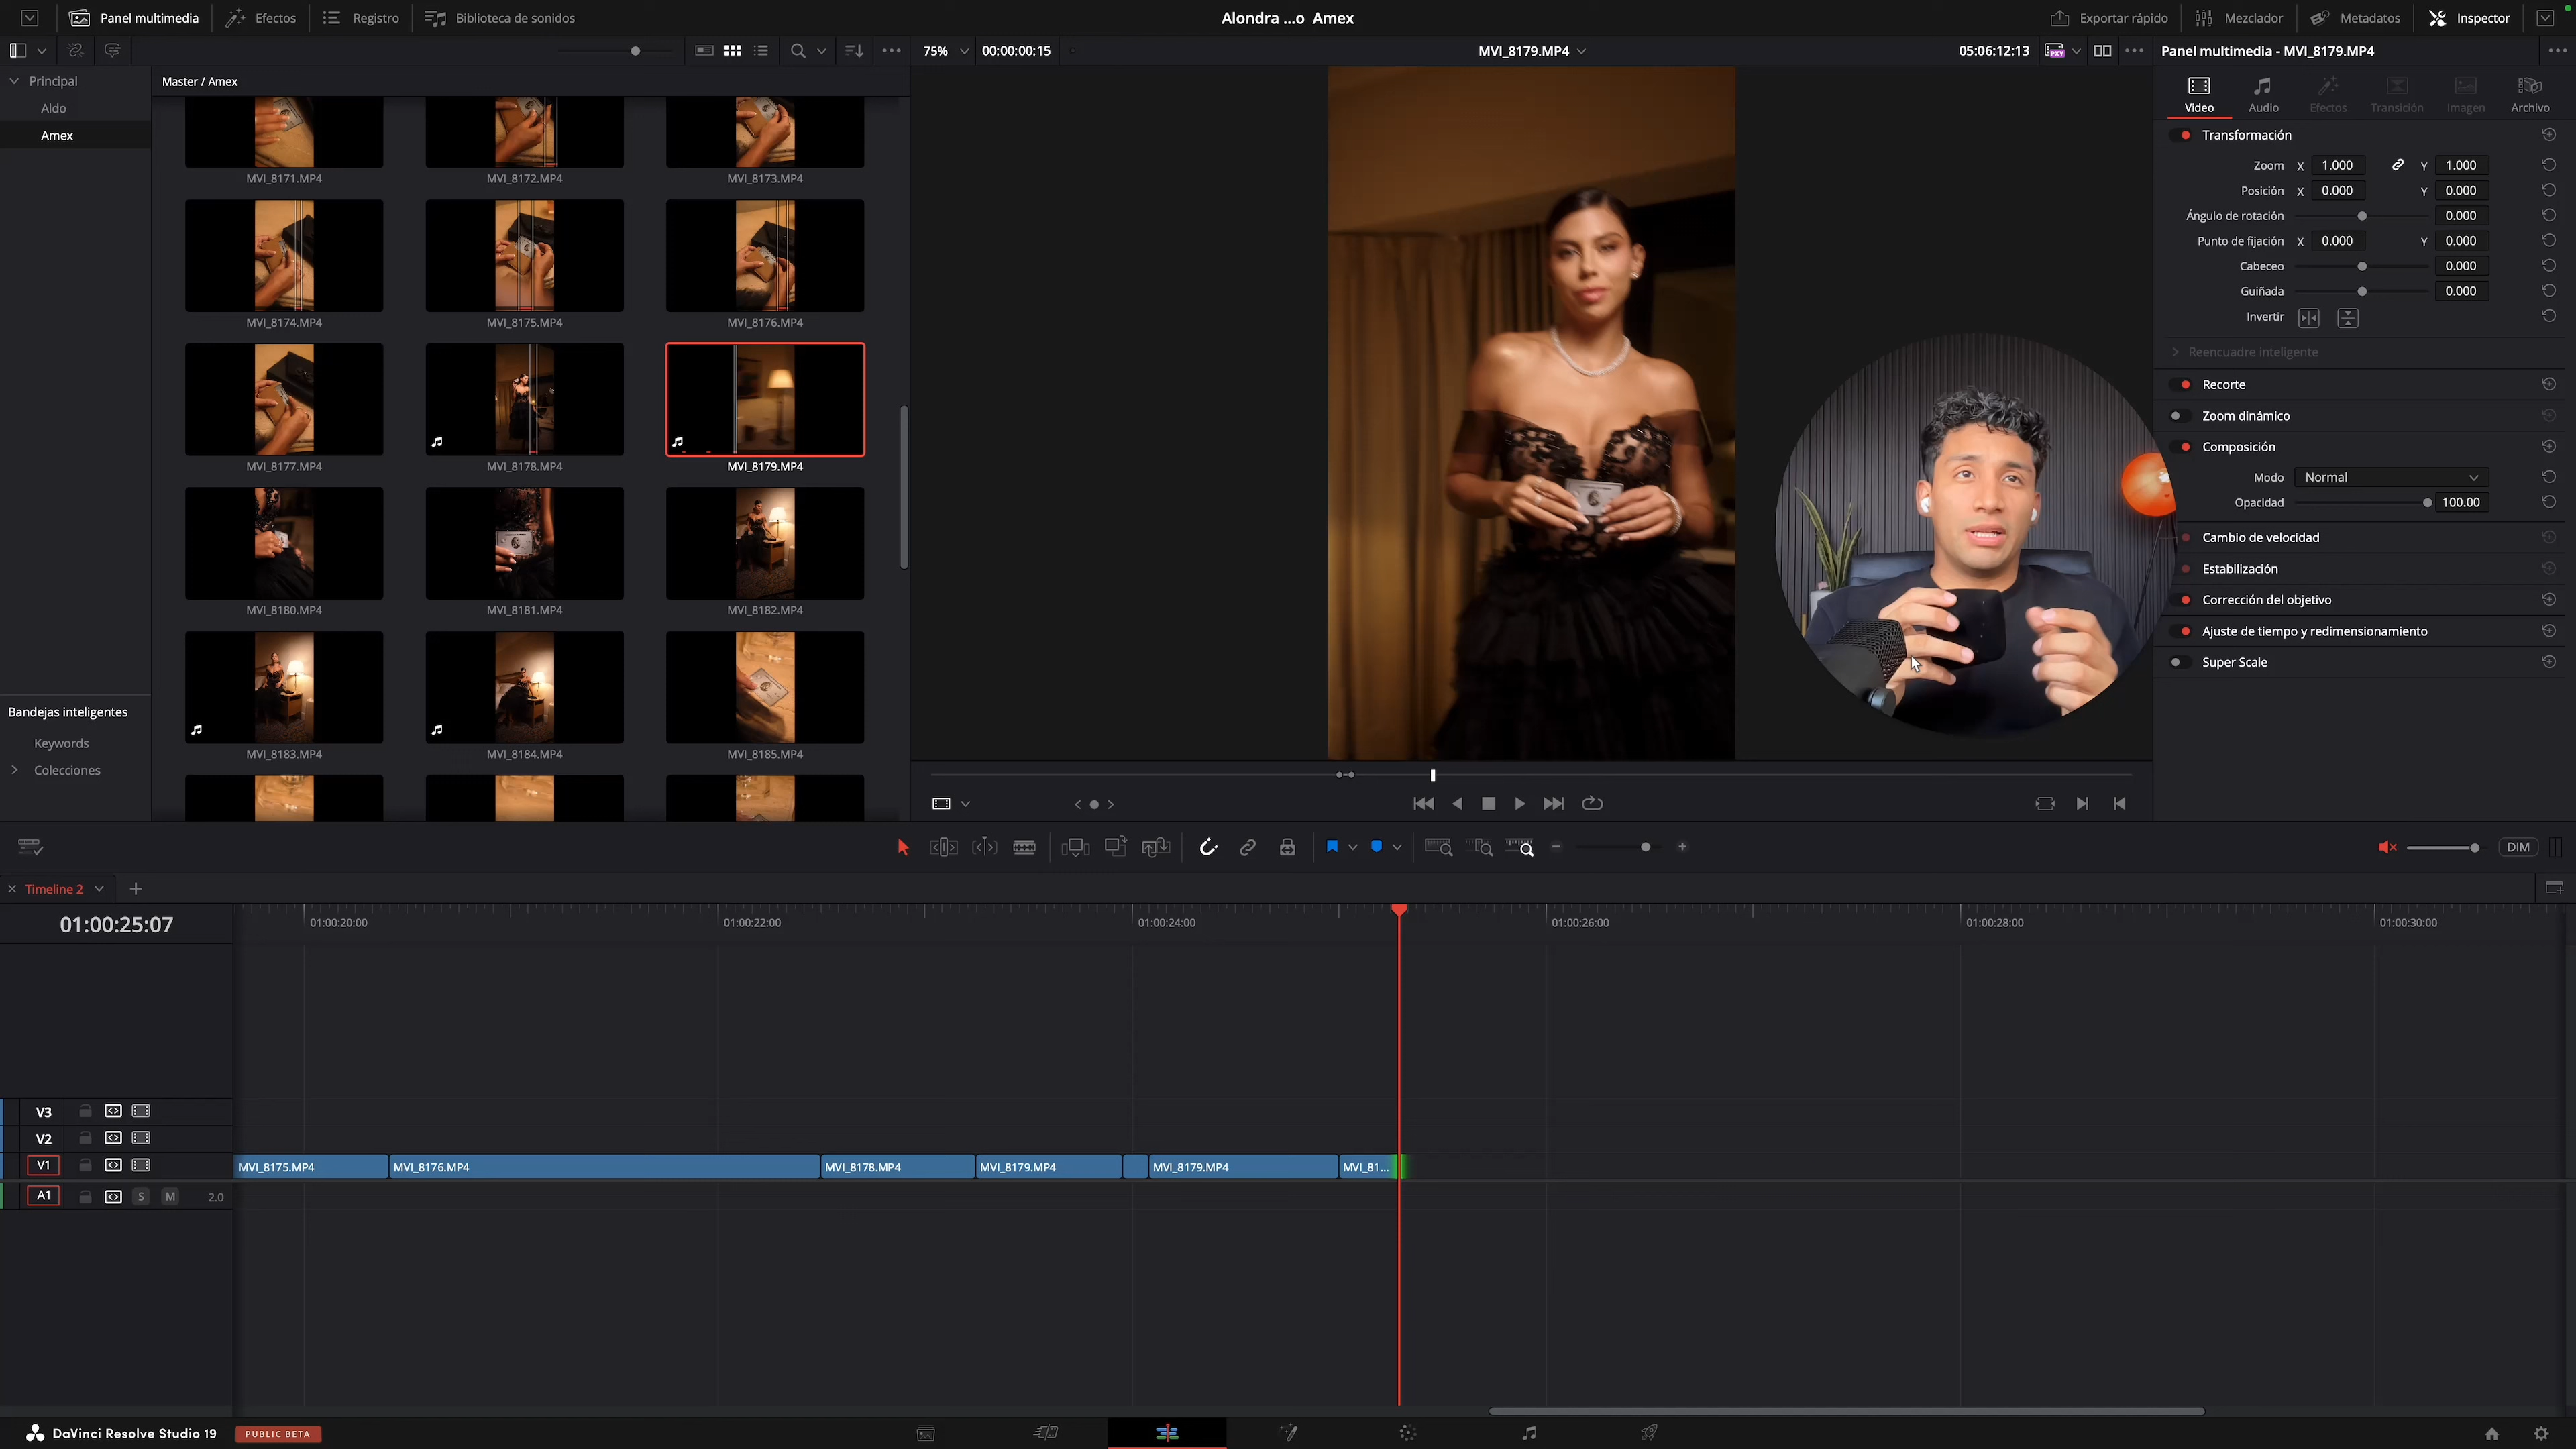 Panel multimedia
Efectos
Registro
Biblioteca de sonidos
Alondra ...o Amex
Exportar rápido
Mezclador
Metadatos
Inspector
75%
00:00:00:15
MVI_8179.MP4
05:06:12:13
PXY
Panel multimedia - MVI_8179.MP4
Principal
Aldo
Amex
Master / Amex
MVI_8171.MP4
MVI_8172.MP4
MVI_8173.MP4
MVI_8174.MP4
MVI_8175.MP4
MVI_8176.MP4
MVI_8177.MP4
MVI_8178.MP4
MVI_8179.MP4
MVI_8180.MP4
MVI_8181.MP4
MVI_8182.MP4
MVI_8183.MP4
MVI_8184.MP4
MVI_8185.MP4
Bandejas inteligentes
Keywords
Colecciones
Video
Audio
Efectos
Transición
Imagen
Archivo
Transformación
Zoom X 1.000 Y 1.000
Posición X 0.000 Y 0.000
Ángulo de rotación 0.000
Punto de fijación X 0.000 Y 0.000
Cabeceo 0.000
Guiñada 0.000
Invertir
Reencuadre inteligente
Recorte
Zoom dinámico
Composición
Modo Normal
Opacidad 100.00
Cambio de velocidad
Estabilización
Corrección del objetivo
Ajuste de tiempo y redimensionamiento
Super Scale
DIM
Timeline 2
01:00:25:07
01:00:20:00
01:00:22:00
01:00:24:00
01:00:26:00
01:00:28:00
01:00:30:00
V3
V2
V1
MVI_8175.MP4
MVI_8176.MP4
MVI_8178.MP4
MVI_8179.MP4
MVI_8179.MP4
MVI_81...
A1 S M 2.0
DaVinci Resolve Studio 19
PUBLIC BETA